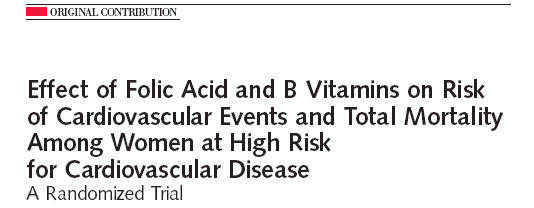 ORIGINAL CONTRIBUTION
Effect of Folic Acid and B Vitamins on Risk
of Cardiovascular Events and Total Mortality
Among Women at High Risk
for Cardiovascular Disease
A Randomized Trial